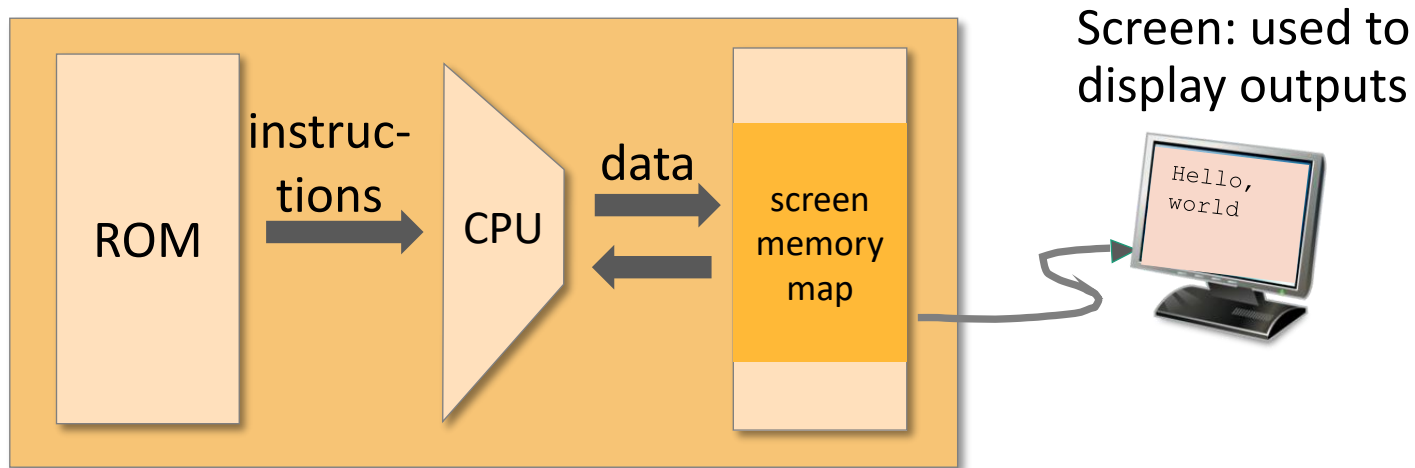 ROM
instruc-
tions
CPU
data
screen
memory
map
Screen: used to
display outputs
Hello,
world